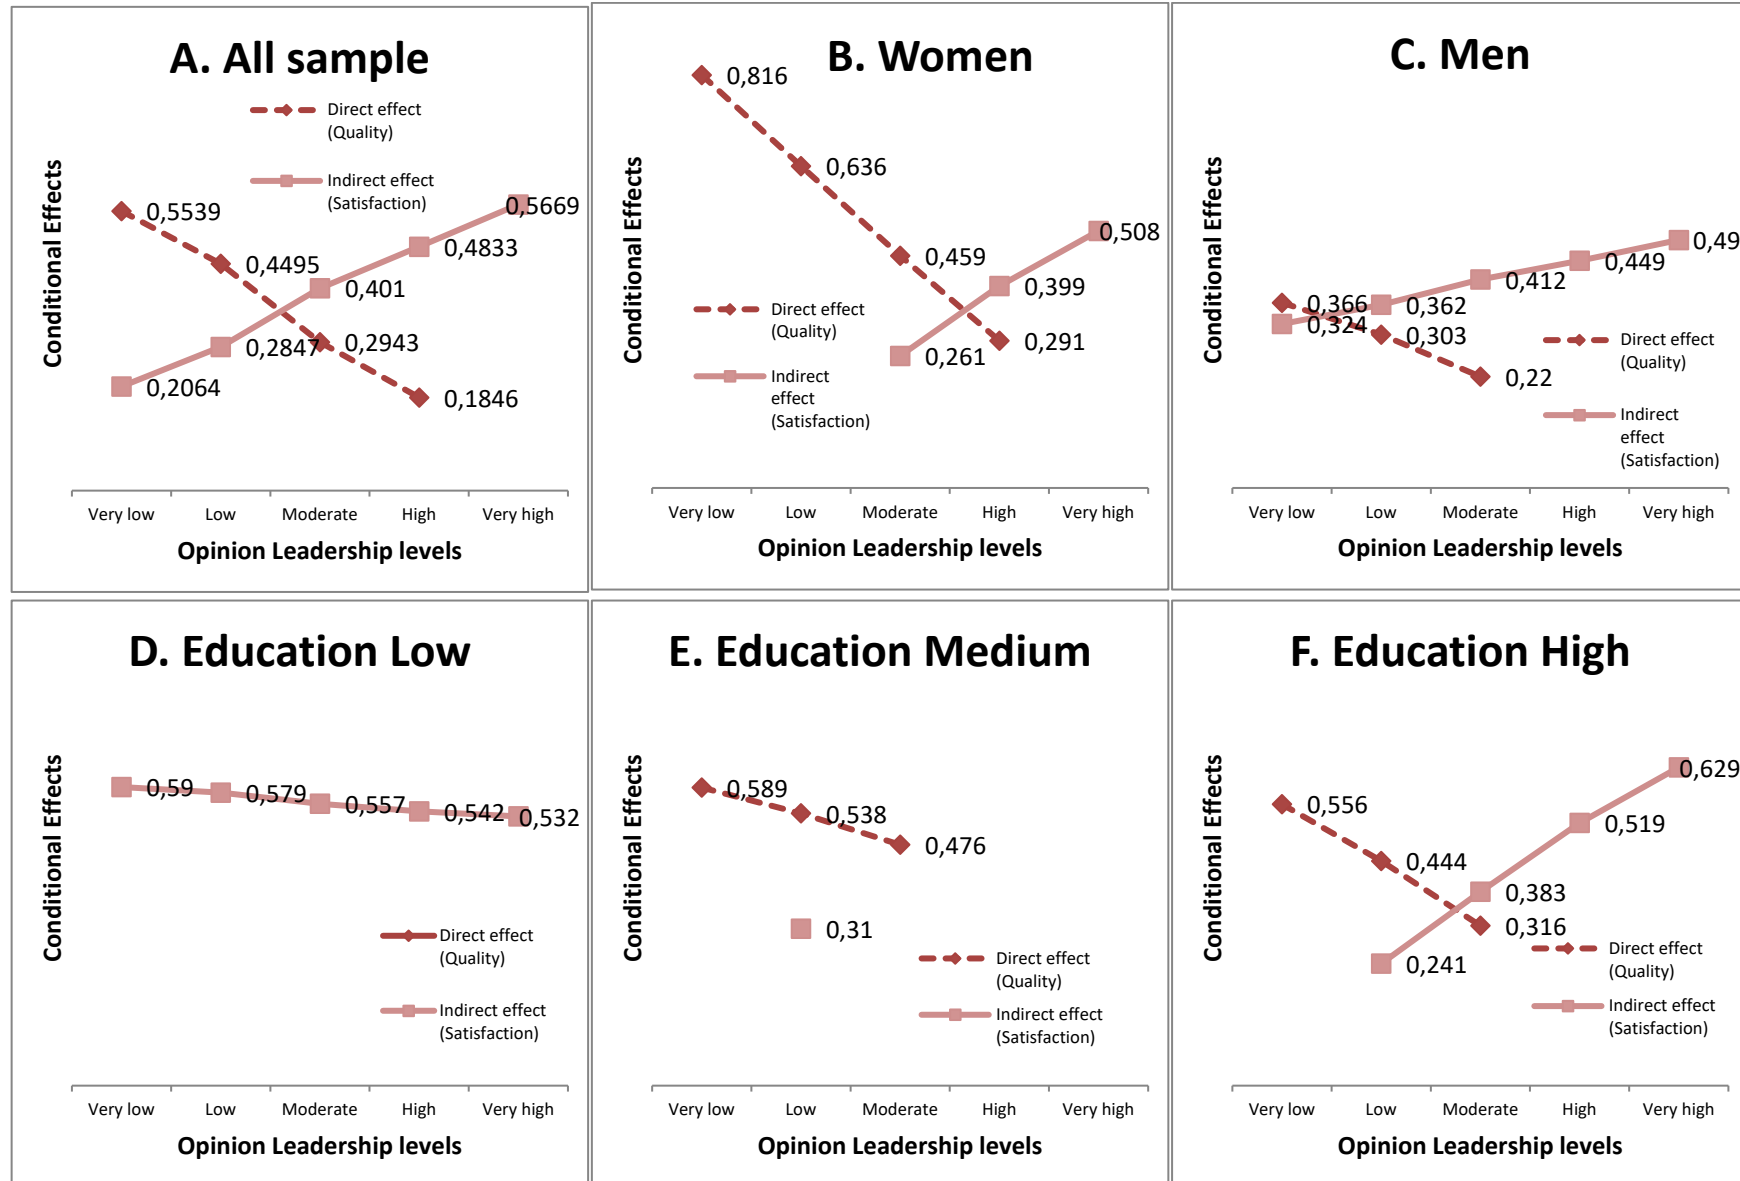 A. All sample
Direct effect
(Quality)
Indirect effect
(Satisfaction)
Conditional Effects
0,5539
0,4495
0,2943
0,1846
0,2064
0,2847
0,401
0,4833
0,5669
Very low
Low
Moderate
High
Very high
Opinion Leadership levels
B. Women
Conditional Effects
0,816
0,636
0,459
0,291
0,261
0,399
0,508
Direct effect
(Quality)
Indirect
effect
(Satisfaction)
Very low
Low
Moderate
High
Very high
Opinion Leadership levels
C. Men
Conditional Effects
0,366
0,303
0,22
0,324
0,362
0,412
0,449
0,49
Direct effect
(Quality)
Indirect
effect
(Satisfaction)
Very low
Low
Moderate
High
Very high
Opinion Leadership levels
D. Education Low
Conditional Effects
0,59
0,579
0,557
0,542
0,532
Direct effect
(Quality)
Indirect effect
(Satisfaction)
Very low
Low
Moderate
High
Very high
Opinion Leadership levels
E. Education Medium
Conditional Effects
0,589
0,538
0,476
0,31
Direct effect
(Quality)
Indirect effect
(Satisfaction)
Very low
Low
Moderate
High
Very high
Opinion Leadership levels
F. Education High
Conditional Effects
0,556
0,444
0,316
0,241
0,383
0,519
0,629
Direct effect
(Quality)
Indirect effect
(Satisfaction)
Very low
Low
Moderate
High
Very high
Opinion Leadership levels